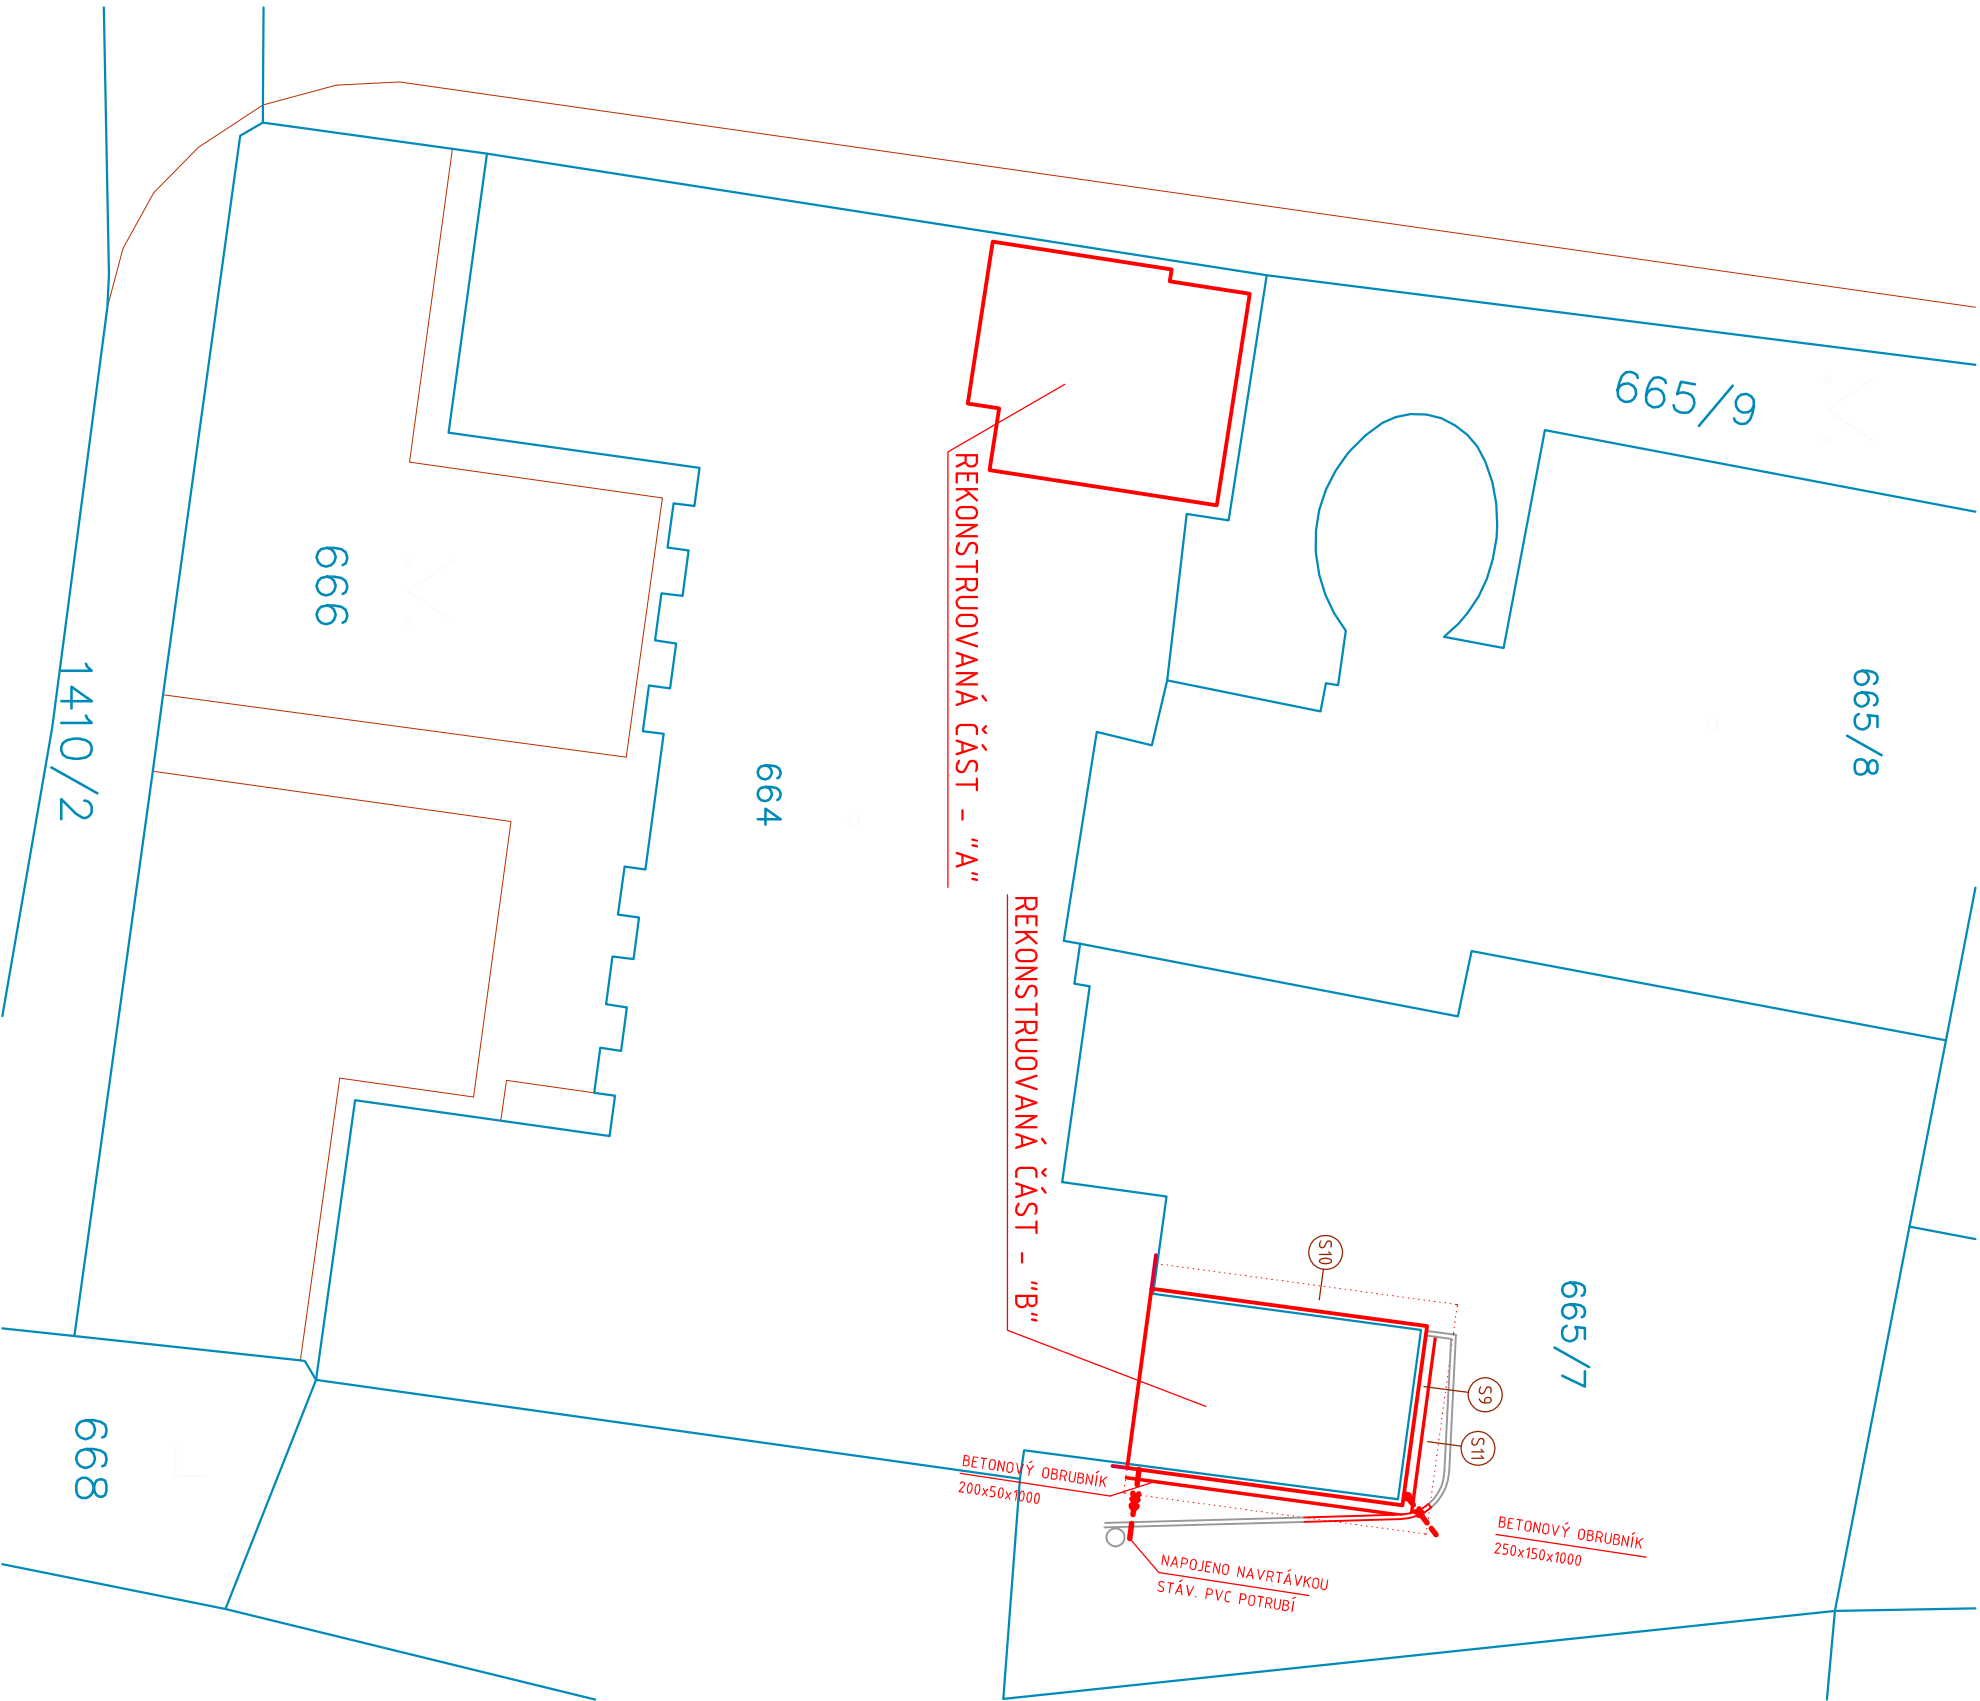 665/9
666
1410/2
664
665/8
REKONSTRUOVANÁ ČÁST - "A"
REKONSTRUOVANÁ ČÁST - "B"
S10
665/7
S9
S11
668
BETONOVÝ OBRUBNÍK
200x50x1000
BETONOVÝ OBRUBNÍK
250x150x1000
NAPOJENO NAVRTÁVKOU
STÁV. PVC POTRUBÍ